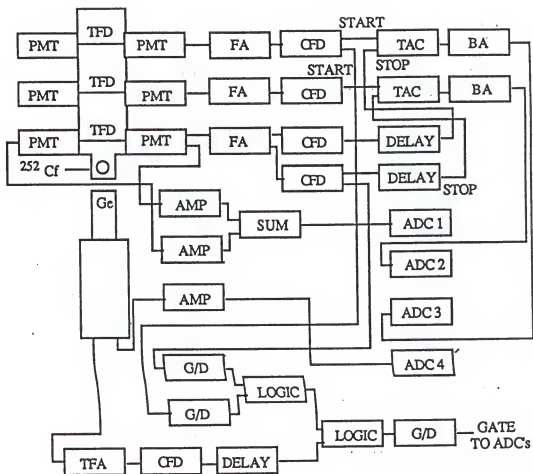 START
TFD
PMT PMT FA CFD TAC BA
START STOP
TFD
PMT PMT FA CFD TAC BA
TFD
PMT PMT FA CFD DELAY
252 Cf CFD DELAY
STOP
Ge AMP
SUM ADC 1
AMP
ADC 2
AMP ADC 3
G/D ADC 4
LOGIC
G/D
LOGIC G/D GATE
TO ADC's
TFA CFD DELAY